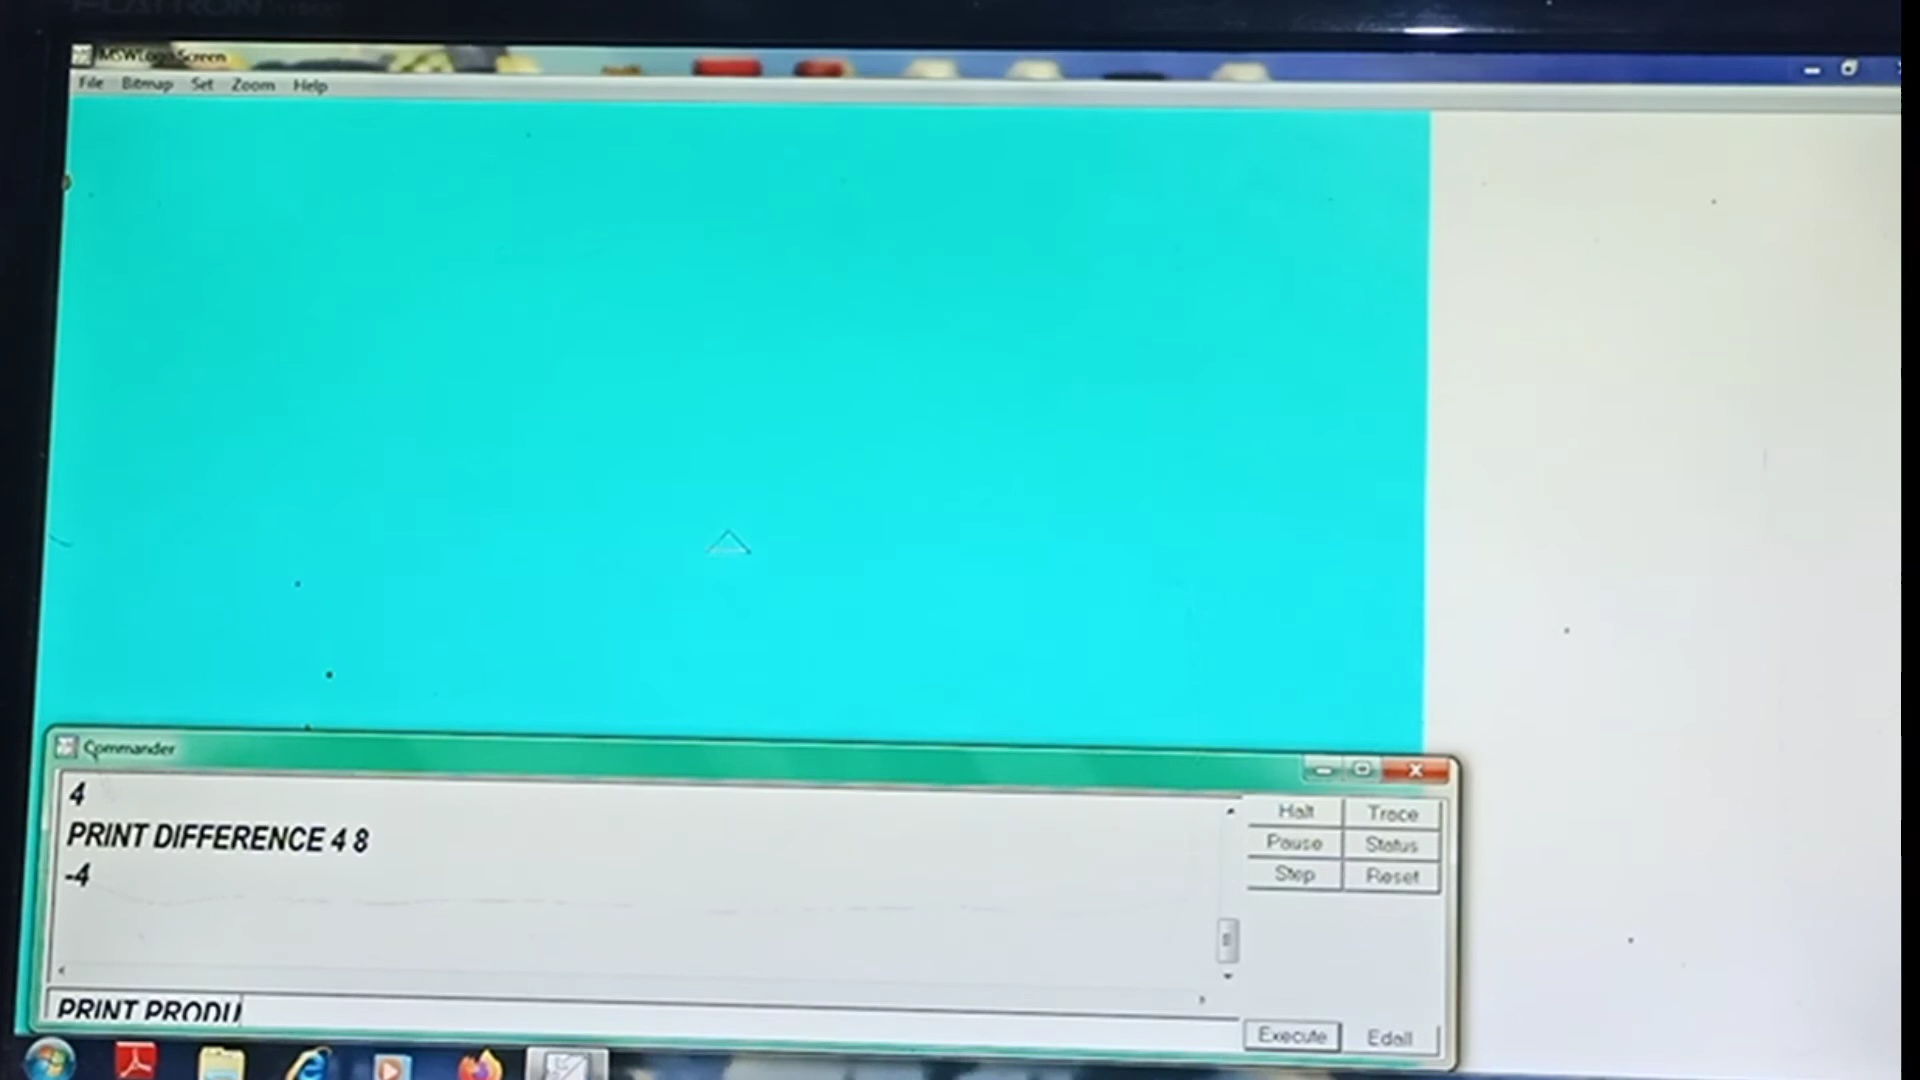 FLATRON
MSWLogo Screen
File Bitmap Set Zoom Help
Commander
4
PRINT DIFFERENCE 4 8
-4
Halt Trace
Pause Status
Step Reset
PRINT PRODU
Execute Edall